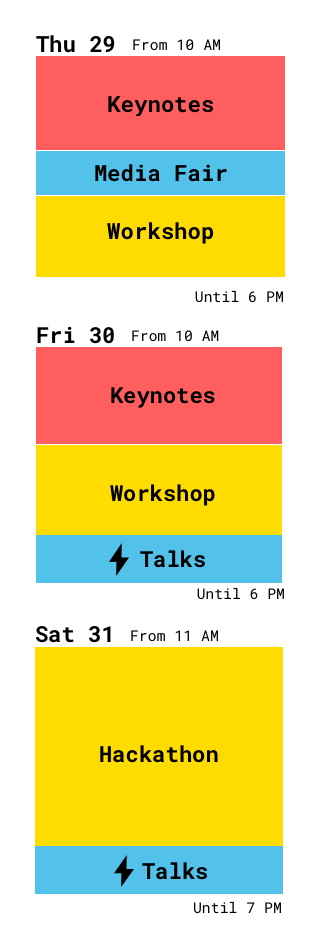 Thu 29 From 10 AM
Keynotes
Media Fair
Workshop
Until 6 PM
Fri 30 From 10 AM
Keynotes
Workshop
Talks
Until 6 PM
Sat 31 From 11 AM
Hackathon
Talks
Until 7 PM